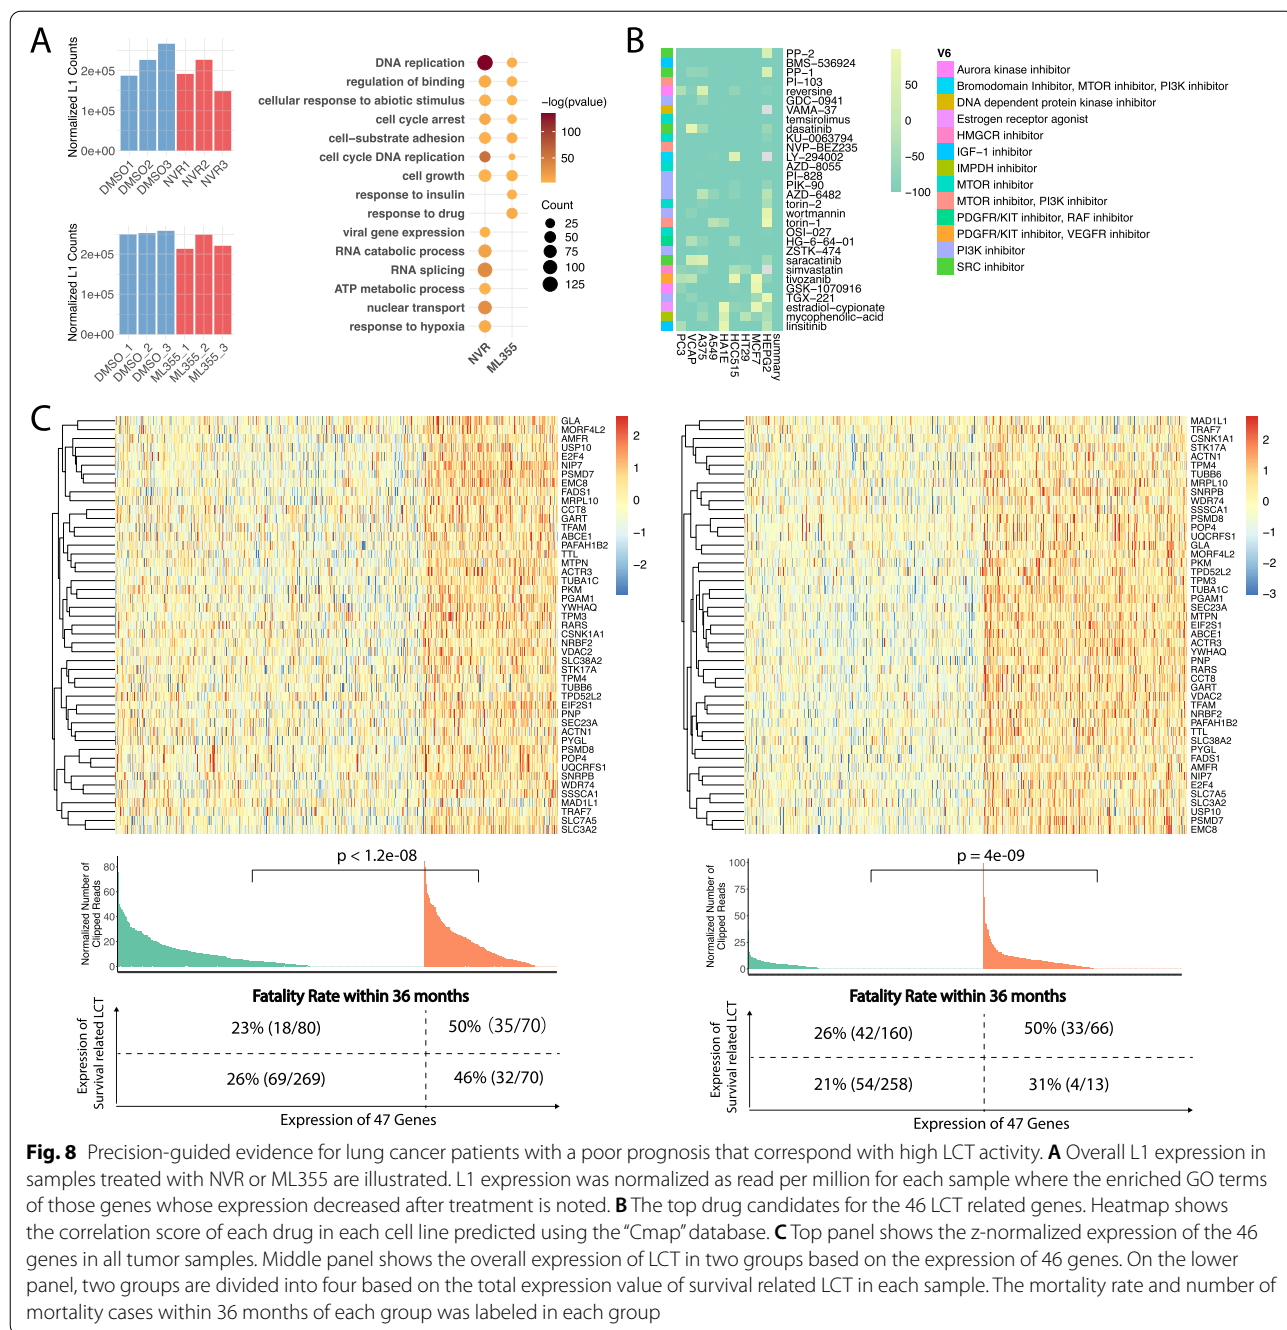 A
Normalized L1 Counts
2e+05
1e+05
0e+00
DMSO1
DMSO2
DMSO3
NVR1
NVR2
NVR3
Normalized L1 Counts
2e+05
1e+05
0e+00
DMSO_1
DMSO_2
DMSO_3
ML355_1
ML355_2
ML355_3
DNA replication
regulation of binding
cellular response to abiotic stimulus
cell cycle arrest
cell−substrate adhesion
cell cycle DNA replication
cell growth
response to insulin
response to drug
viral gene expression
RNA catabolic process
RNA splicing
ATP metabolic process
nuclear transport
response to hypoxia
NVR
ML355
−log(pvalue)
100
50
Count
25
50
75
100
125
B
PP−2
BMS−536924
PP−1
PI−103
reversine
GDC−0941
VAMA−37
temsirolimus
dasatinib
KU−0063794
NVP−BEZ235
LY−294002
AZD−8055
PI−828
PIK−90
AZD−6482
torin−2
wortmannin
torin−1
OSI−027
HG−6−64−01
ZSTK−474
saracatinib
simvastatin
tivozanib
GSK−1070916
TGX−221
estradiol−cypionate
mycophenolic−acid
linsitinib
PC3
VCAP
A375
A549
HA1E
HCC515
HT29
MCF7
HEPG2
summary
50
0
−50
−100
V6
Aurora kinase inhibitor
Bromodomain Inhibitor, MTOR inhibitor, PI3K inhibitor
DNA dependent protein kinase inhibitor
Estrogen receptor agonist
HMGCR inhibitor
IGF−1 inhibitor
IMPDH inhibitor
MTOR inhibitor
MTOR inhibitor, PI3K inhibitor
PDGFR/KIT inhibitor, RAF inhibitor
PDGFR/KIT inhibitor, VEGFR inhibitor
PI3K inhibitor
SRC inhibitor
C
GLA
MORF4L2
AMFR
USP10
E2F4
NIP7
PSMD7
EMC8
FADS1
MRPL10
CCT8
GART
TFAM
ABCE1
PAFAH1B2
TTL
MTPN
ACTR3
TUBA1C
PKM
PGAM1
YWHAQ
TPM3
RARS
CSNK1A1
NRBF2
VDAC2
SLC38A2
STK17A
TPM4
TUBB6
TPD52L2
EIF2S1
PNP
SEC23A
ACTN1
PYGL
PSMD8
POP4
UQCRFS1
SNRPB
WDR74
SSSCA1
MAD1L1
TRAF7
SLC7A5
SLC3A2
2
1
0
−1
−2
MAD1L1
TRAF7
CSNK1A1
STK17A
ACTN1
TPM4
TUBB6
MRPL10
SNRPB
WDR74
SSSCA1
PSMD8
POP4
UQCRFS1
GLA
MORF4L2
PKM
TPD52L2
TPM3
TUBA1C
PGAM1
SEC23A
MTPN
EIF2S1
ABCE1
ACTR3
YWHAQ
PNP
RARS
CCT8
GART
VDAC2
TFAM
NRBF2
PAFAH1B2
TTL
SLC38A2
PYGL
FADS1
AMFR
NIP7
E2F4
SLC7A5
SLC3A2
USP10
PSMD7
EMC8
2
1
0
−1
−2
−3
Normalized Number of
Clipped Reads
80
60
40
20
0
p < 1.2e-08
Normalized Number of
Clipped Reads
100
75
50
25
0
p = 4e-09
Fatality Rate within 36 months
Expression of
Survival related LCT
23% (18/80)
50% (35/70)
26% (69/269)
46% (32/70)
Expression of 47 Genes
Fatality Rate within 36 months
Expression of
Survival related LCT
26% (42/160)
50% (33/66)
21% (54/258)
31% (4/13)
Expression of 47 Genes
Fig. 8 Precision-guided evidence for lung cancer patients with a poor prognosis that correspond with high LCT activity. A Overall L1 expression in
samples treated with NVR or ML355 are illustrated. L1 expression was normalized as read per million for each sample where the enriched GO terms
of those genes whose expression decreased after treatment is noted. B The top drug candidates for the 46 LCT related genes. Heatmap shows
the correlation score of each drug in each cell line predicted using the “Cmap” database. C Top panel shows the z-normalized expression of the 46
genes in all tumor samples. Middle panel shows the overall expression of LCT in two groups based on the expression of 46 genes. On the lower
panel, two groups are divided into four based on the total expression value of survival related LCT in each sample. The mortality rate and number of
mortality cases within 36 months of each group was labeled in each group